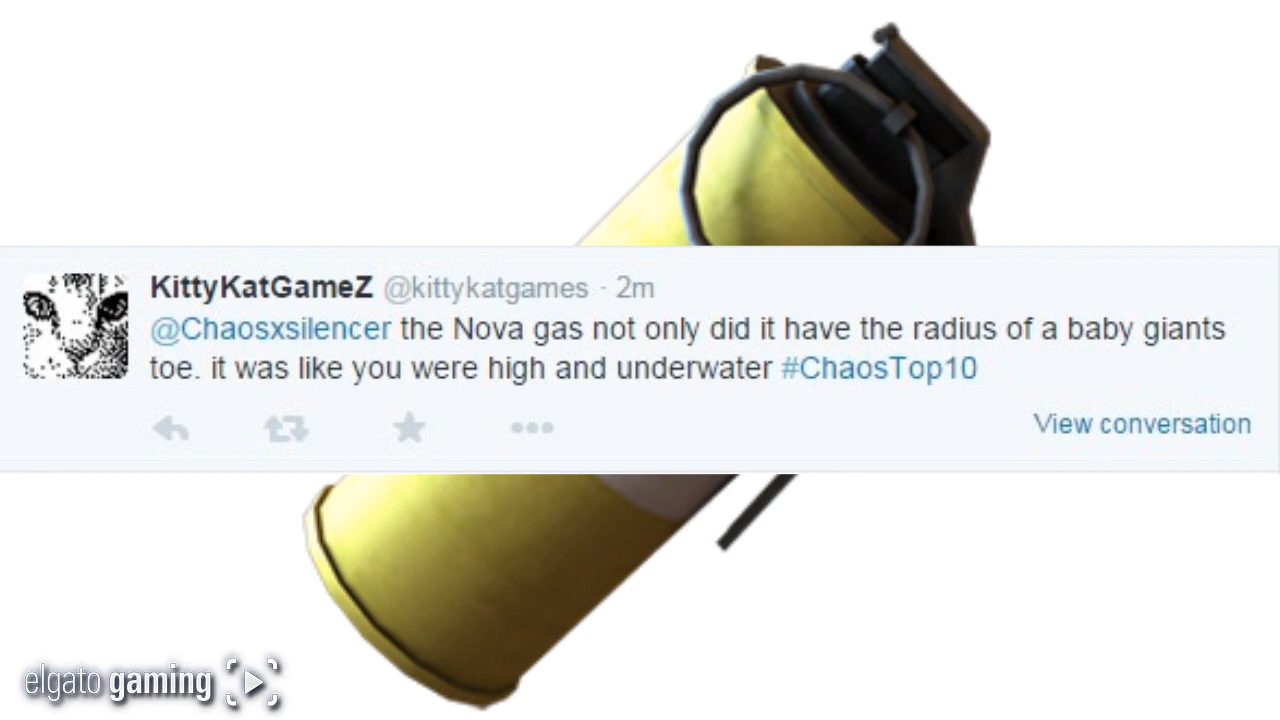 KittyKatGameZ @kittykatgames · 2m
@Chaosxsilencer the Nova gas not only did it have the radius of a baby giants
toe. it was like you were high and underwater #ChaosTop10
View conversation
elgato gaming